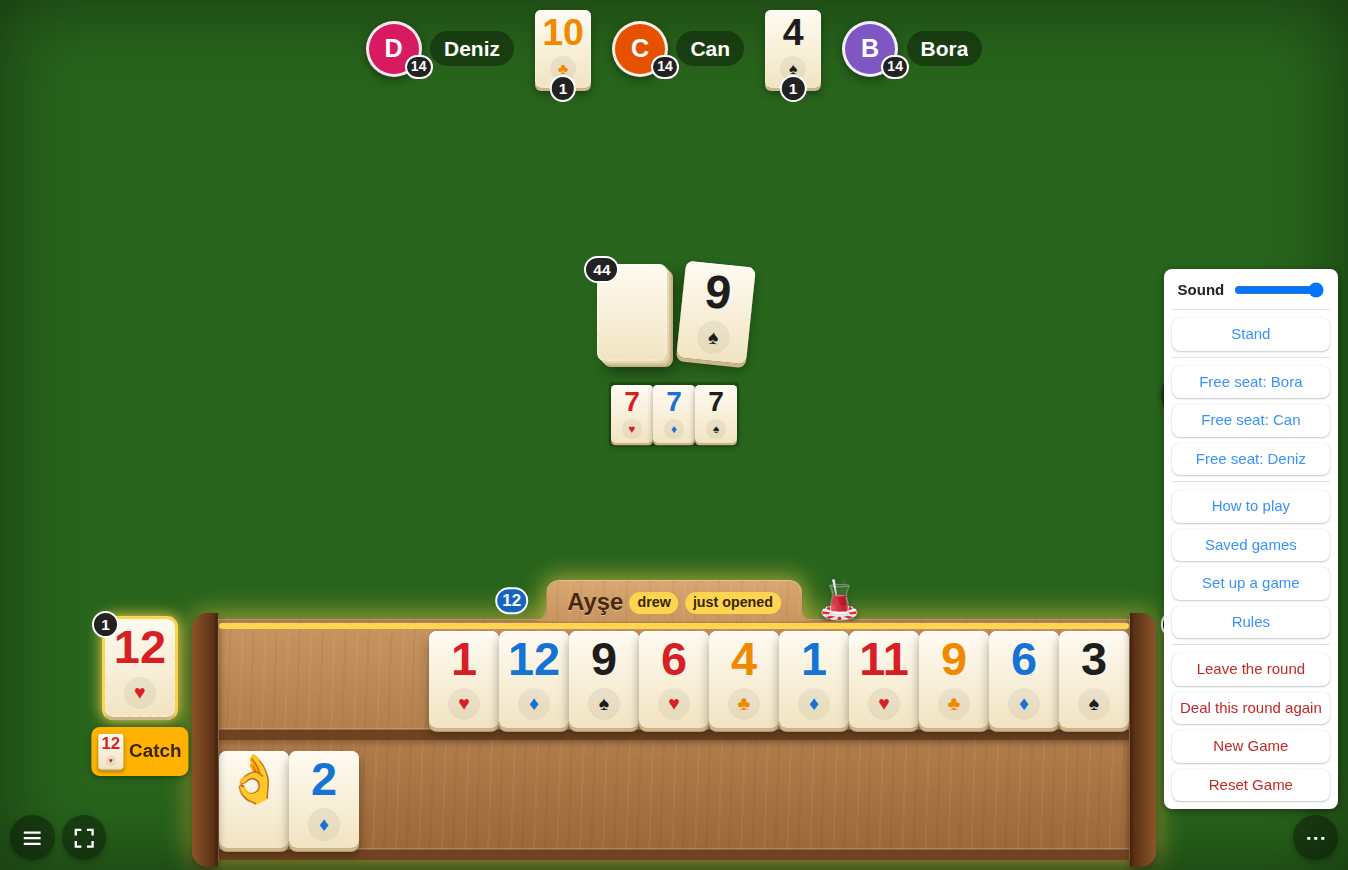 D 14 Deniz 10 1 C 14 Can 4 1 B 14 Bora
44 9
7 7 7
Sound
Stand
Free seat: Bora
Free seat: Can
Free seat: Deniz
How to play
Saved games
Set up a game
Rules
Leave the round
Deal this round again
New Game
Reset Game
12 Ayşe drew just opened
1 12
12 Catch
1 12 9 6 4 1 11 9 6 3
2